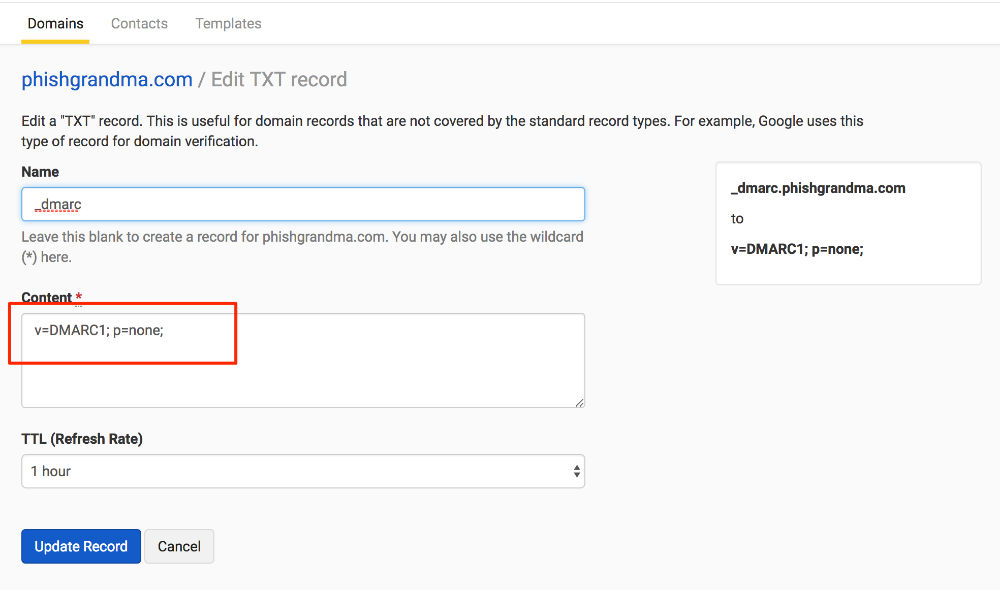 Domains Contacts Templates
phishgrandma.com / Edit TXT record
Edit a "TXT" record. This is useful for domain records that are not covered by the standard record types. For example, Google uses this
type of record for domain verification.
Name
_dmarc
Leave this blank to create a record for phishgrandma.com. You may also use the wildcard
(*) here.
_dmarc.phishgrandma.com
to
v=DMARC1; p=none;
Content *
v=DMARC1; p=none;
TTL (Refresh Rate)
1 hour
Update Record Cancel